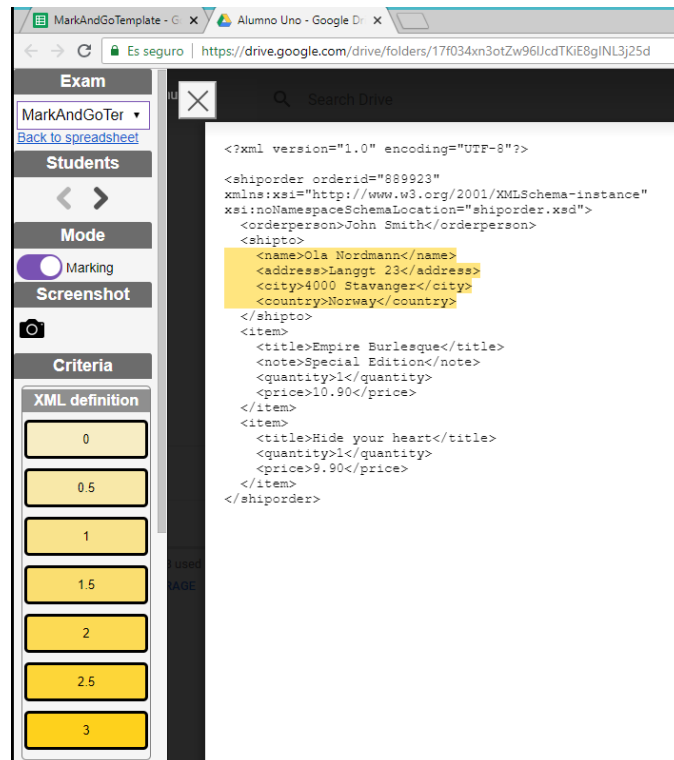 MarkAndGoTemplate - G
Alumno Uno - Google Dr
Es seguro
https://drive.google.com/drive/folders/17f034xn3otZw96lJcdTKiE8gINL3j25d
Exam
MarkAndGoTer
Back to spreadsheet
Students
Mode
Marking
Screenshot
Criteria
XML definition
0
0.5
1
1.5
2
2.5
3
Search Drive
used
RAGE
<?xml version="1.0" encoding="UTF-8"?>
<shiporder orderid="889923"
xmlns:xsi="http://www.w3.org/2001/XMLSchema-instance"
xsi:noNamespaceSchemaLocation="shiporder.xsd">
<orderperson>John Smith</orderperson>
<shipto>
<name>Ola Nordmann</name>
<address>Langgt 23</address>
<city>4000 Stavanger</city>
<country>Norway</country>
</shipto>
<item>
<title>Empire Burlesque</title>
<note>Special Edition</note>
<quantity>1</quantity>
<price>10.90</price>
</item>
<item>
<title>Hide your heart</title>
<quantity>1</quantity>
<price>9.90</price>
</item>
</shiporder>